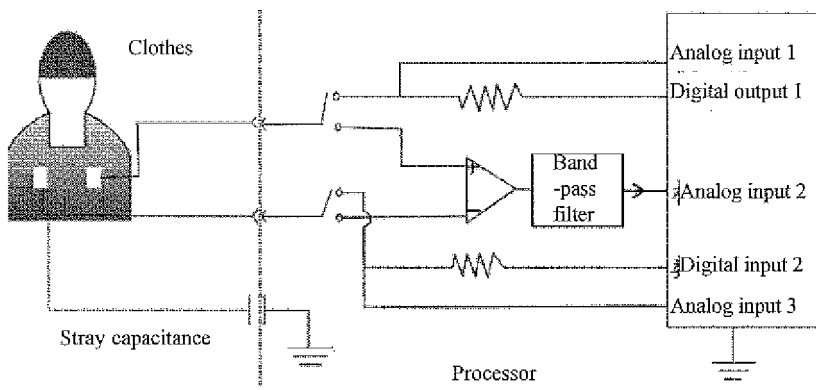 Clothes
Analog input 1
Digital output 1
Band
-pass
filter
Analog input 2
Digital input 2
Analog input 3
Stray capacitance
Processor